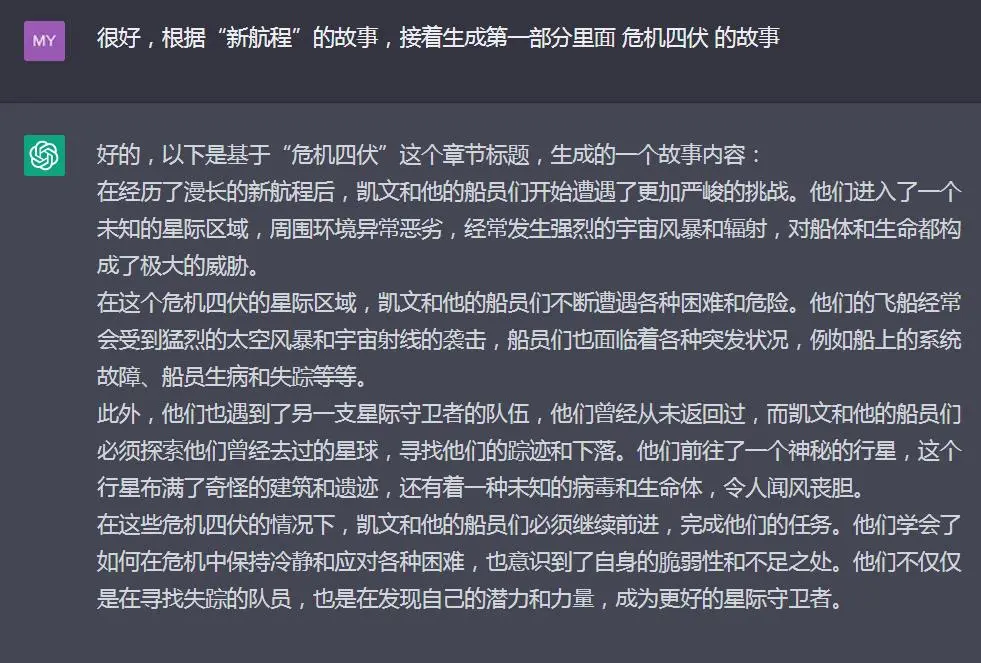 MY
很好，根据“新航程”的故事，接着生成第一部分里面 危机四伏 的故事
好的，以下是基于“危机四伏”这个章节标题，生成的一个故事内容：
在经历了漫长的新航程后，凯文和他的船员们开始遭遇了更加严峻的挑战。他们进入了一个
未知的星际区域，周围环境异常恶劣，经常发生强烈的宇宙风暴和辐射，对船体和生命都构
成了极大的威胁。
在这个危机四伏的星际区域，凯文和他的船员们不断遭遇各种困难和危险。他们的飞船经常
会受到猛烈的太空风暴和宇宙射线的袭击，船员们也面临着各种突发状况，例如船上的系统
故障、船员生病和失踪等等。
此外，他们也遇到了另一支星际守卫者的队伍，他们曾经从未返回过，而凯文和他的船员们
必须探索他们曾经去过的星球，寻找他们的踪迹和下落。他们前往了一个神秘的行星，这个
行星布满了奇怪的建筑和遗迹，还有着一种未知的病毒和生命体，令人闻风丧胆。
在这些危机四伏的情况下，凯文和他的船员们必须继续前进，完成他们的任务。他们学会了
如何在危机中保持冷静和应对各种困难，也意识到了自身的脆弱性和不足之处。他们不仅仅
是在寻找失踪的队员，也是在发现自己的潜力和力量，成为更好的星际守卫者。